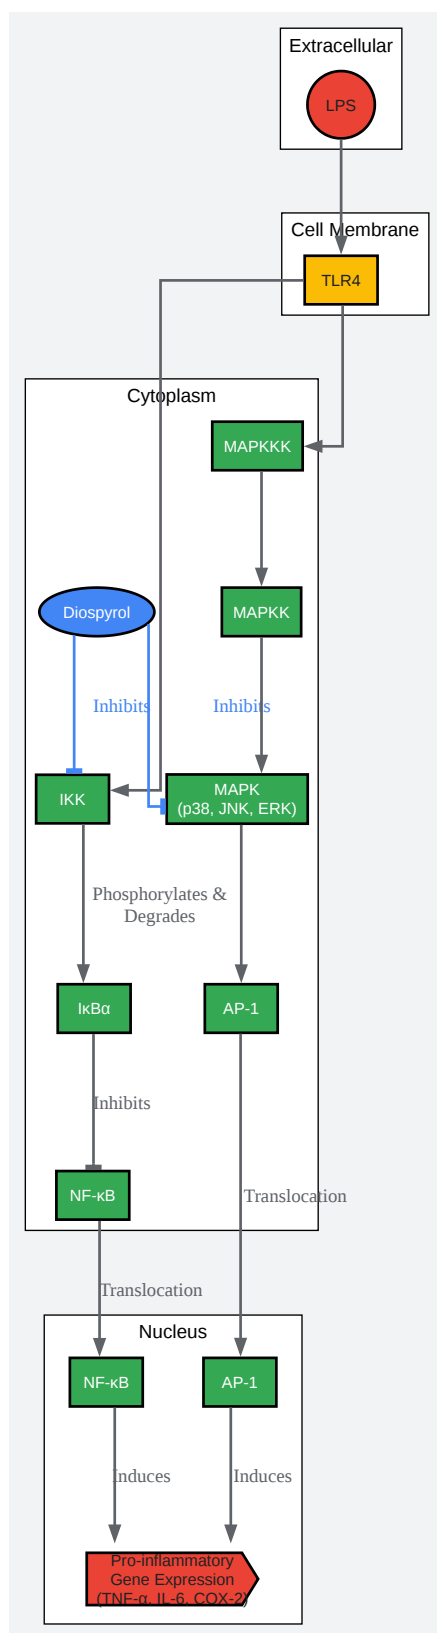 Extracellular
LPS
Cell Membrane
TLR4
Cytoplasm
MAPKKK
Diospyrol
MAPKK
Inhibits
Inhibits
IKK
MAPK
(p38, JNK, ERK)
Phosphorylates &
Degrades
IκBα
AP-1
Inhibits
NF-κB
Translocation
Translocation
Nucleus
NF-κB
AP-1
Induces
Induces
Pro-inflammatory
Gene Expression
(TNF-α, IL-6, COX-2)